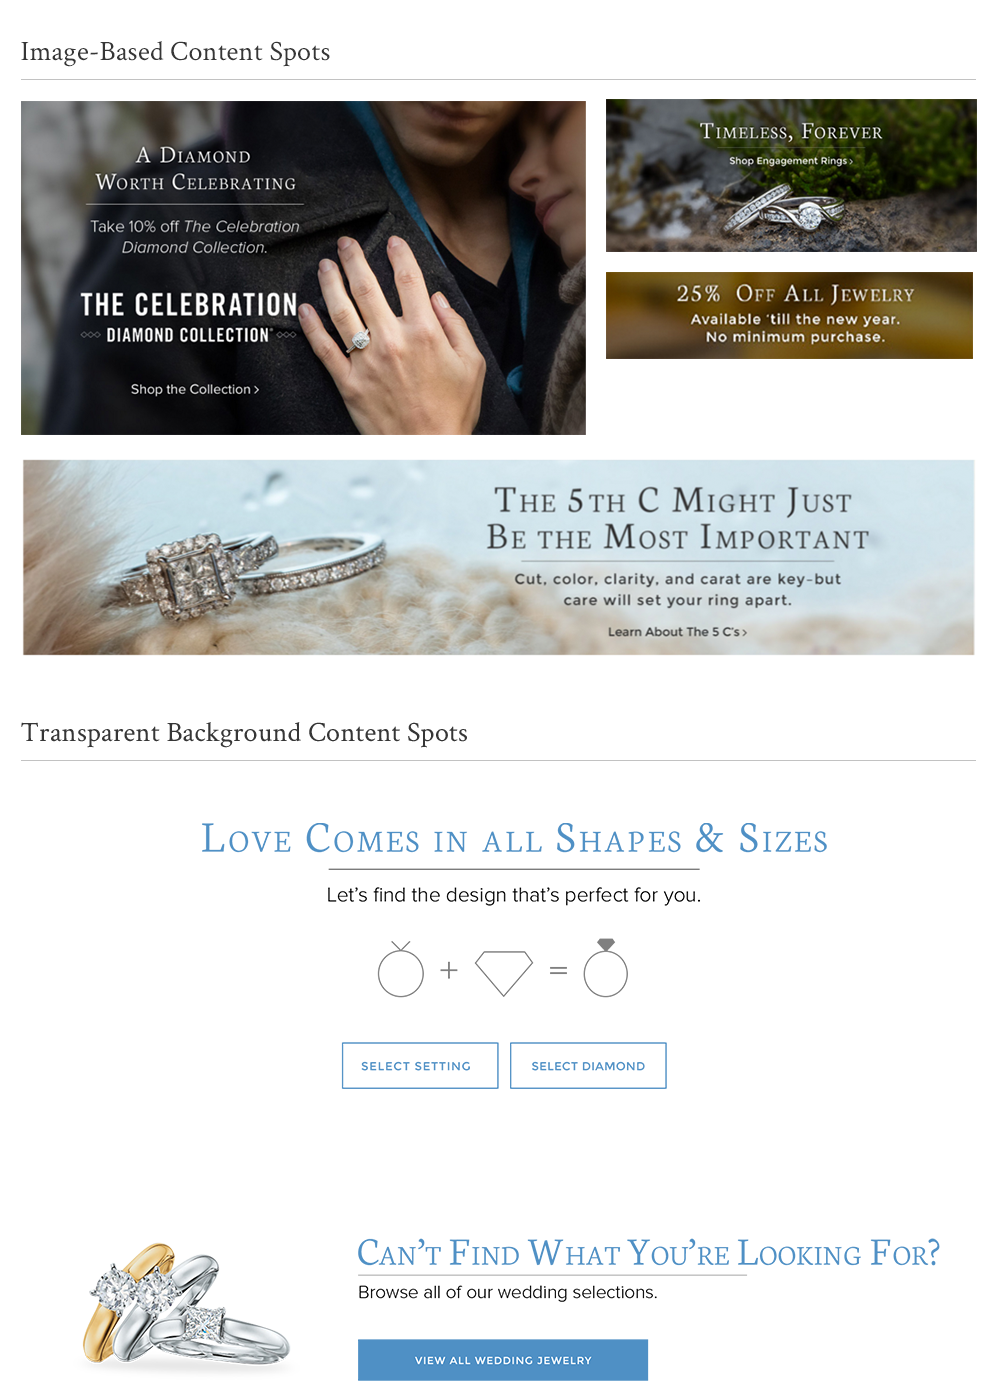 Image-Based Content Spots
A Diamond
Worth Celebrating
Take 10% off The Celebration
Diamond Collection.
THE CELEBRATION
DIAMOND COLLECTION®
Shop the Collection >
Timeless, Forever
Shop Engagement Rings >
25% Off All Jewelry
Available ‘till the new year.
No minimum purchase.
The 5th C Might Just
Be the Most Important
Cut, color, clarity, and carat are key–but
care will set your ring apart.
Learn About The 5 C's >
Transparent Background Content Spots
Love Comes in all Shapes & Sizes
Let’s find the design that’s perfect for you.
+ =
SELECT SETTING
SELECT DIAMOND
Can’t Find What You’re Looking For?
Browse all of our wedding selections.
VIEW ALL WEDDING JEWELRY